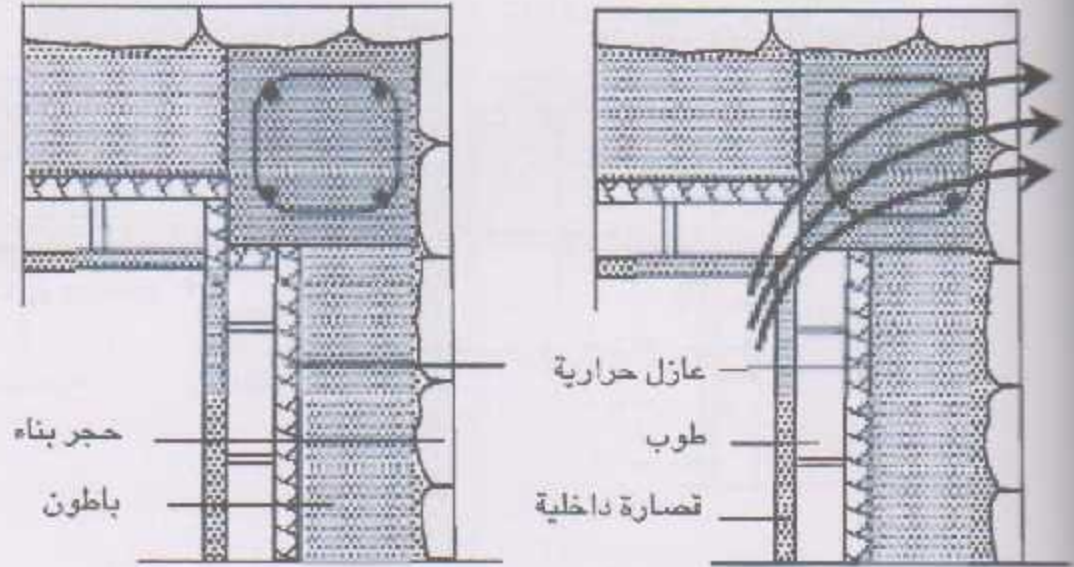 عازل حرارية
طوب
قصارة داخلية
حجر بناء
باطون